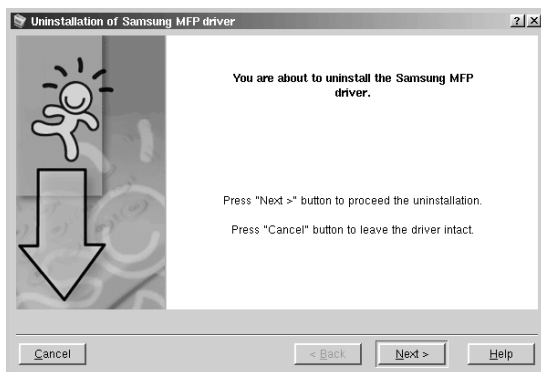 Uninstallation of Samsung MFP driver
You are about to uninstall the Samsung MFP
driver.
Press "Next >" button to proceed the uninstallation.
Press "Cancel" button to leave the driver intact.
Cancel
< Back
Next >
Help